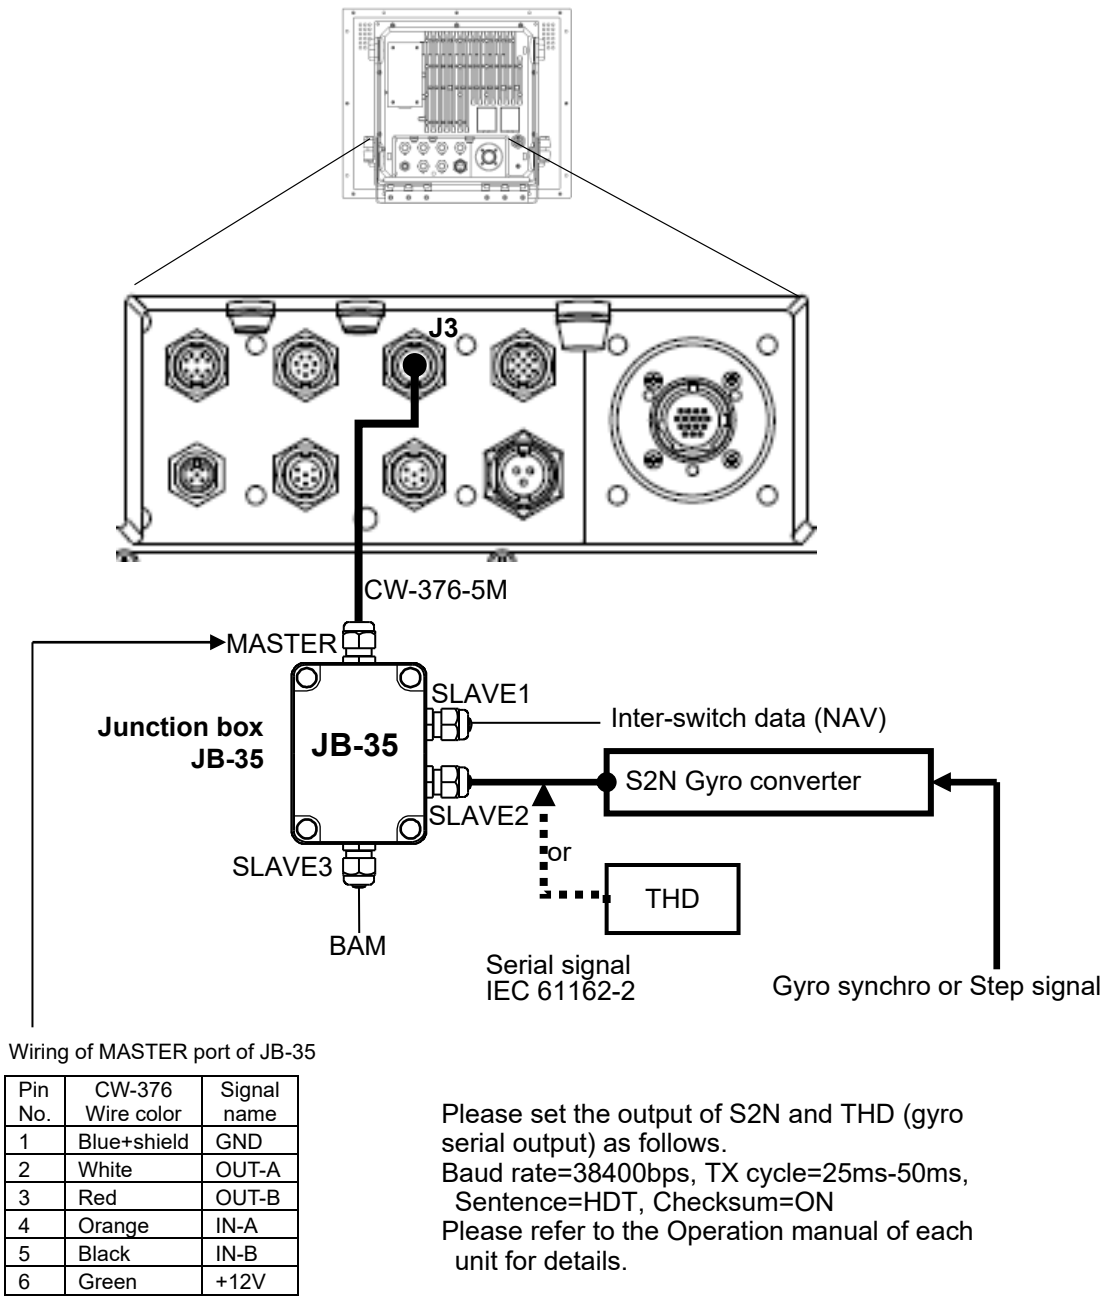 J3
CW-376-5M
MASTER
SLAVE1
Junction box
JB-35
JB-35
Inter-switch data (NAV)
S2N Gyro converter
SLAVE2
or
SLAVE3
THD
BAM
Serial signal
IEC 61162-2
Gyro synchro or Step signal
Wiring of MASTER port of JB-35
Pin No. CW-376 Wire color Signal name
1 Blue+shield GND
2 White OUT-A
3 Red OUT-B
4 Orange IN-A
5 Black IN-B
6 Green +12V
Please set the output of S2N and THD (gyro
serial output) as follows.
Baud rate=38400bps, TX cycle=25ms-50ms,
Sentence=HDT, Checksum=ON
Please refer to the Operation manual of each
unit for details.